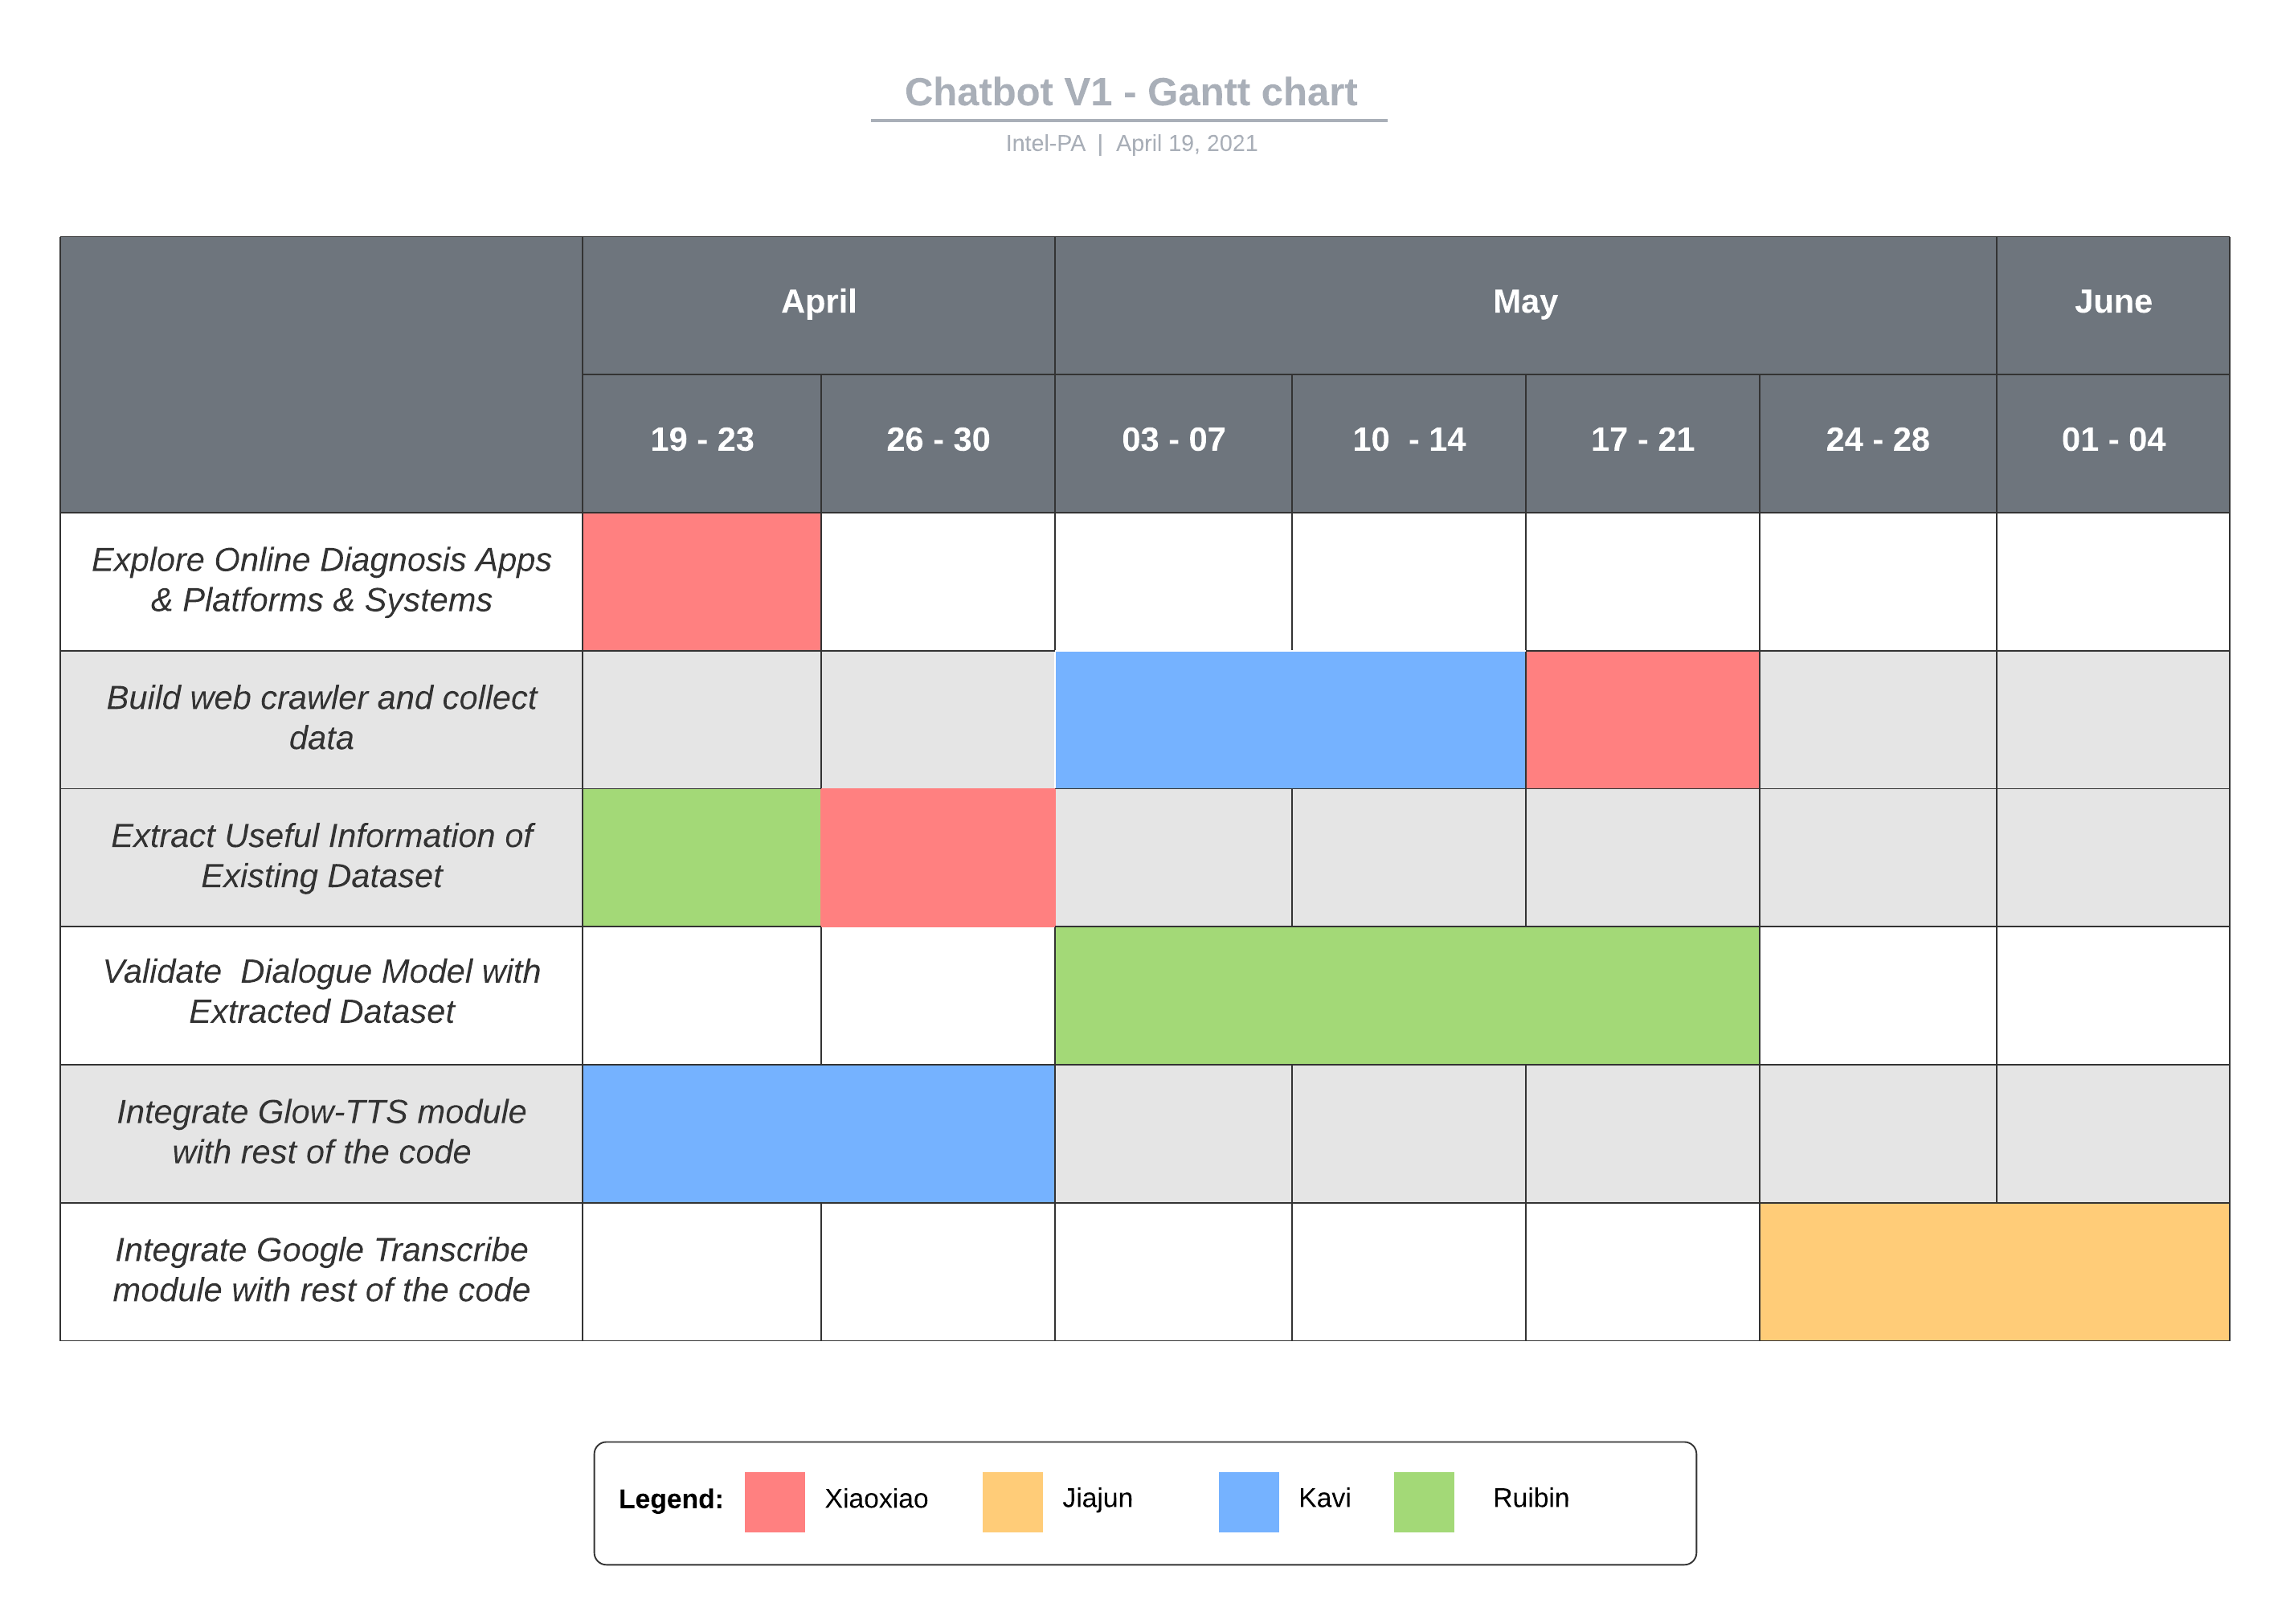 Chatbot V1 - Gantt chart
Intel-PA | April 19, 2021
April May June
19 - 23 26 - 30 03 - 07 10 - 14 17 - 21 24 - 28 01 - 04
Explore Online Diagnosis Apps
& Platforms & Systems
Build web crawler and collect
data
Extract Useful Information of
Existing Dataset
Validate Dialogue Model with
Extracted Dataset
Integrate Glow-TTS module
with rest of the code
Integrate Google Transcribe
module with rest of the code
Legend: Xiaoxiao Jiajun Kavi Ruibin